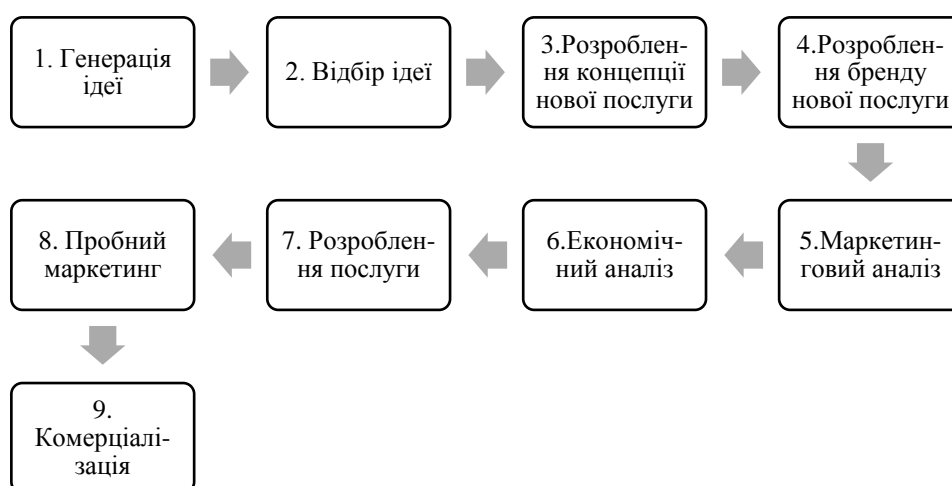 1. Генерація
ідеї
2. Відбір ідеї
3.Розроблен-
ня концепції
нової послуги
4.Розроблен-
ня бренду
нової послуги
5.Маркетин-
говий аналіз
6.Економіч-
ний аналіз
7. Розроблен-
ня послуги
8. Пробний
маркетинг
9.
Комерціалі-
зація